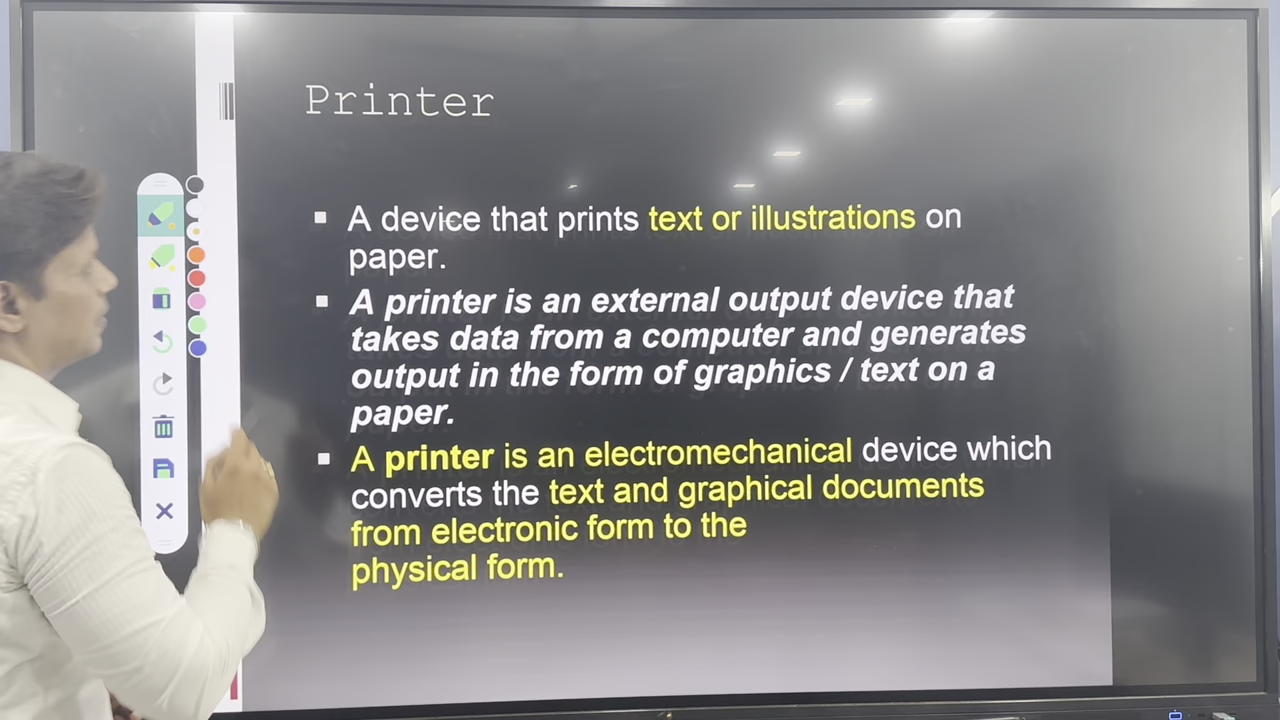 Printer
A device that prints text or illustrations on
paper.
A printer is an external output device that
takes data from a computer and generates
output in the form of graphics / text on a
paper.
A printer is an electromechanical device which
converts the text and graphical documents
from electronic form to the
physical form.